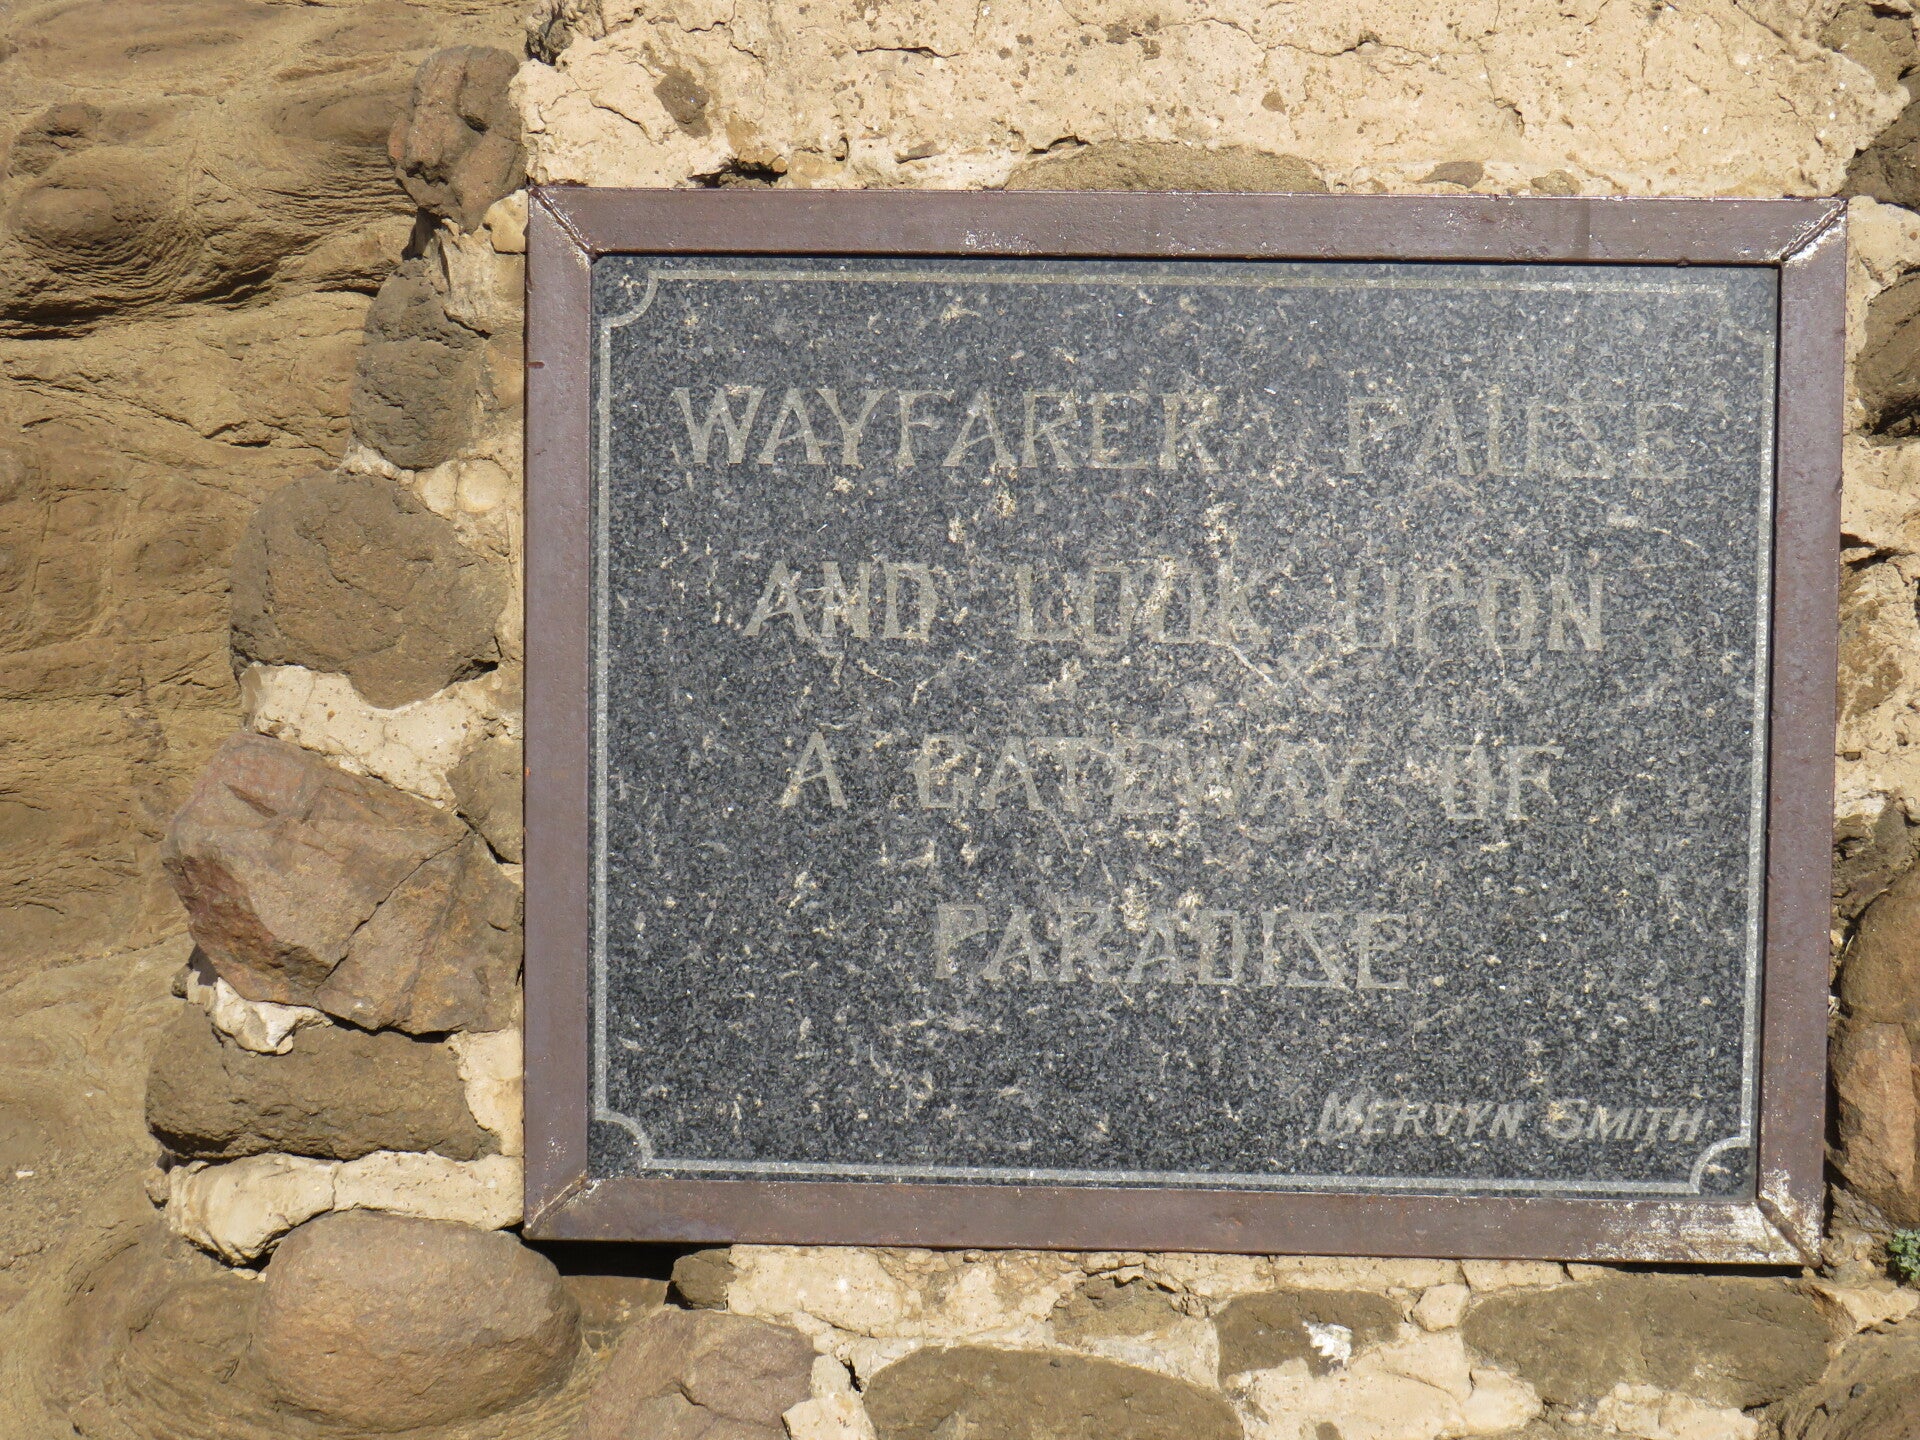 WAYFARER PAUSE
AND LOOK UPON
A GATEWAY OF
PARADISE
MERVYN SMITH